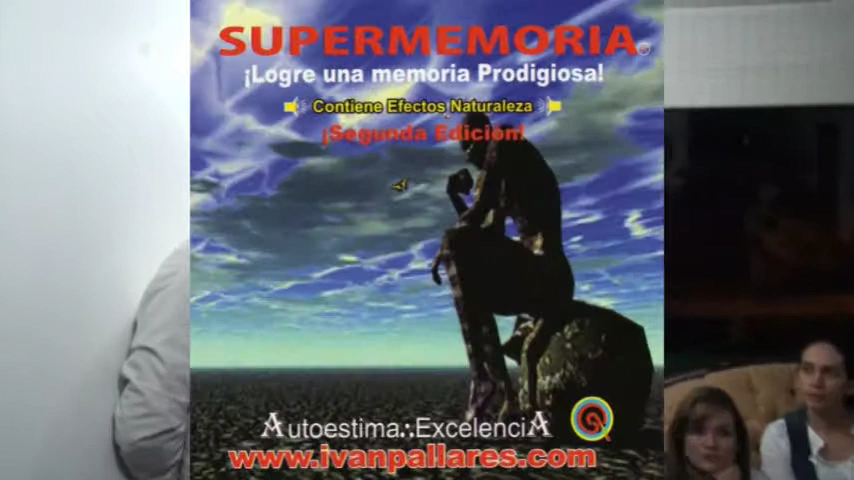 SUPERMEMORIA®
¡Logre una memoria Prodigiosa!
Contiene Efectos Naturaleza
¡Segunda Edición!
Autoestima∴ExcelenciA
www.ivanpallares.com